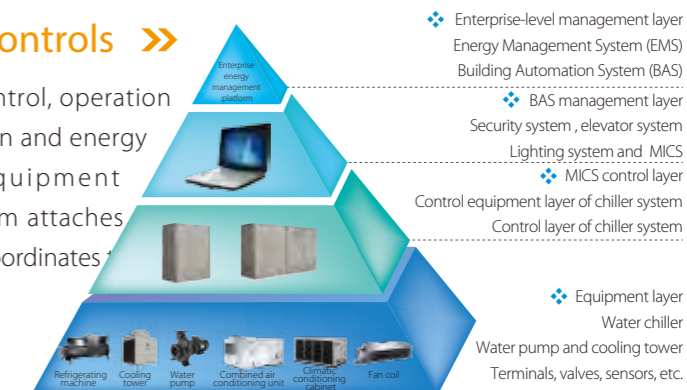 ontrols »
ntrol, operation
n and energy
quipment
m attaches
oordinates
Enterprise
energy
management
platform
Refrigerating
machine
Cooling
tower
Water
pump
Combined air
conditioning unit
Climatic
conditioning
cabinet
Fan coil
Enterprise-level management layer
Energy Management System (EMS)
Building Automation System (BAS)
BAS management layer
Security system , elevator system
Lighting system and MICS
MICS control layer
Control equipment layer of chiller system
Control layer of chiller system
Equipment layer
Water chiller
Water pump and cooling tower
Terminals, valves, sensors, etc.